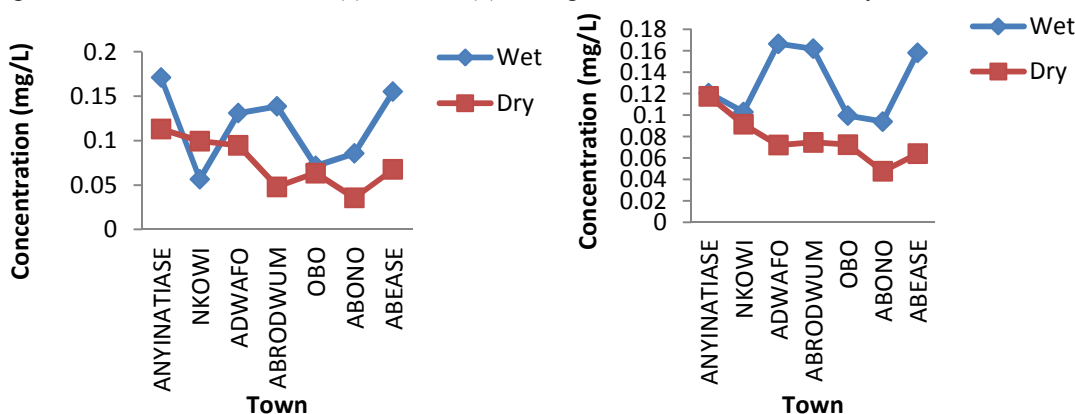 Concentration (mg/L)
0.2
0.15
0.1
0.05
0
Wet
Dry
ANYINATIASE
NKOWI
ADWAFO
ABRODWUM
OBO
ABONO
ABEASE
Town
Concentration (mg/L)
0.18
0.16
0.14
0.12
0.1
0.08
0.06
0.04
0.02
0
Wet
Dry
ANYINATIASE
NKOWI
ADWAFO
ABRODWUM
OBO
ABONO
ABEASE
Town